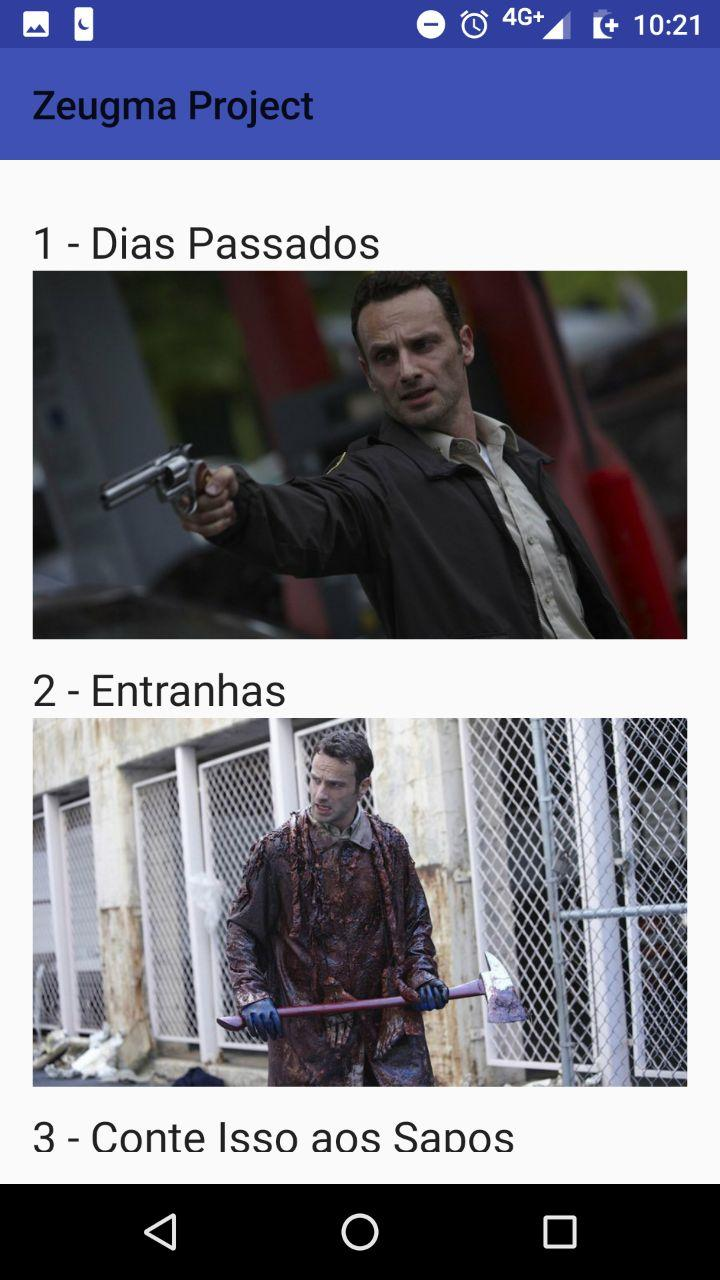 4G+ 10:21
Zeugma Project
1 - Dias Passados
2 - Entranhas
3 - Conte Isso aos Sapos